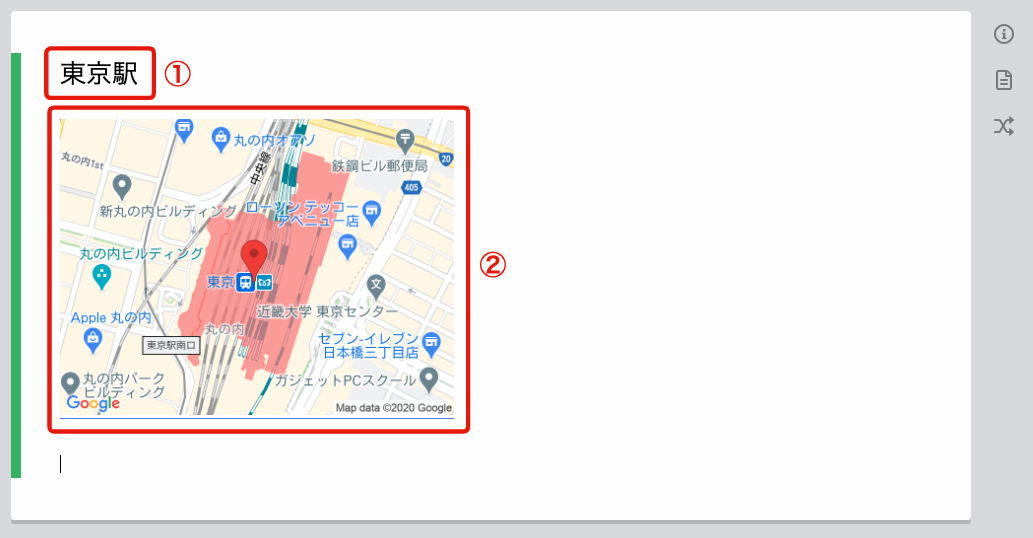 東京駅
①
丸の内オアゾ
丸の内1st
中央線
鉄鋼ビル郵便局
20
405
新丸の内ビルディング
ローソン テッコー
アベニュー店
丸の内ビルディング
②
東京
文
近畿大学 東京センター
Apple 丸の内
丸の内
東京駅南口
セブン-イレブン
日本橋三丁目店
丸の内パーク
ビルディング
ガジェットPCスクール
Google
Map data ©2020 Google